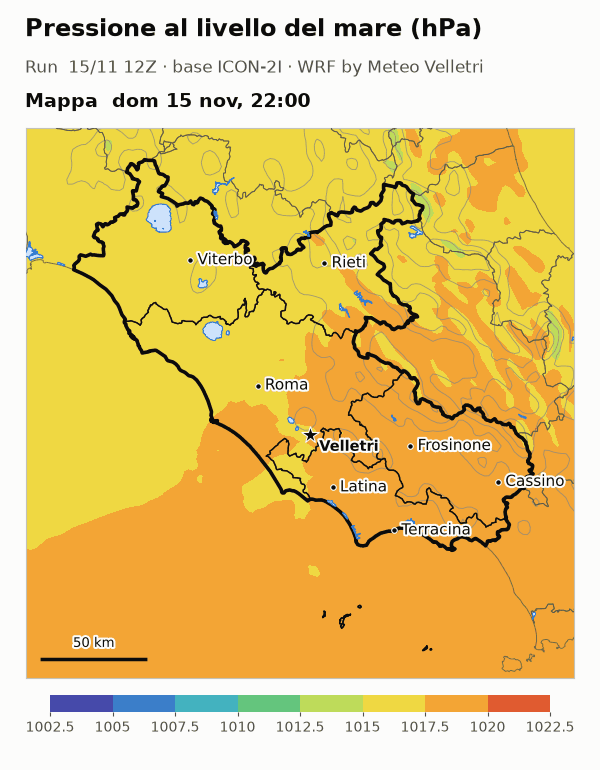 Pressione al livello del mare (hPa)
Run  15/11 12Z · base ICON-2I · WRF by Meteo Velletri
Mappa  dom 15 nov, 22:00
Viterbo
Rieti
Roma
Velletri
Frosinone
Latina
Cassino
Terracina
50 km
1002.5 1005 1007.5 1010 1012.5 1015 1017.5 1020 1022.5